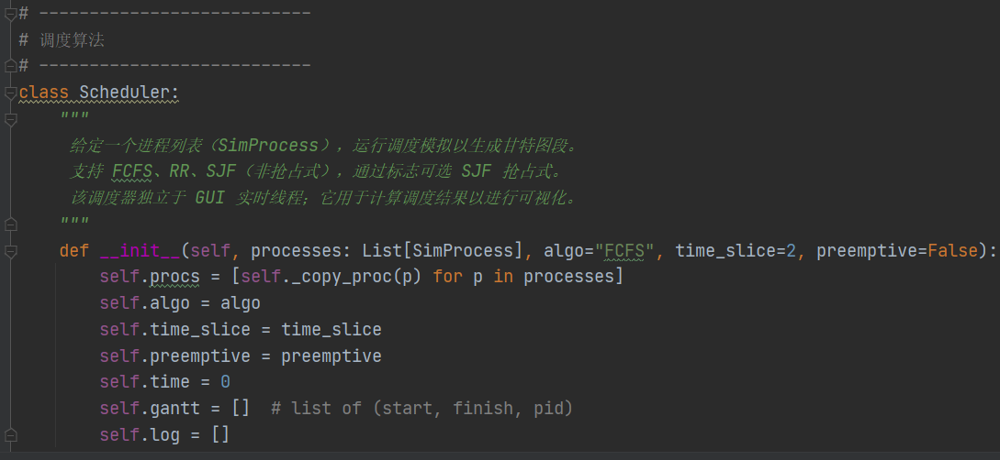 # ---------------------------
# 调度算法
# ---------------------------
class Scheduler:
    """
     给定一个进程列表（SimProcess），运行调度模拟以生成甘特图段。
     支持 FCFS、RR、SJF（非抢占式），通过标志可选 SJF 抢占式。
     该调度器独立于 GUI 实时线程；它用于计算调度结果以进行可视化。
    """
    def __init__(self, processes: List[SimProcess], algo="FCFS", time_slice=2, preemptive=False):
        self.procs = [self._copy_proc(p) for p in processes]
        self.algo = algo
        self.time_slice = time_slice
        self.preemptive = preemptive
        self.time = 0
        self.gantt = []  # list of (start, finish, pid)
        self.log = []